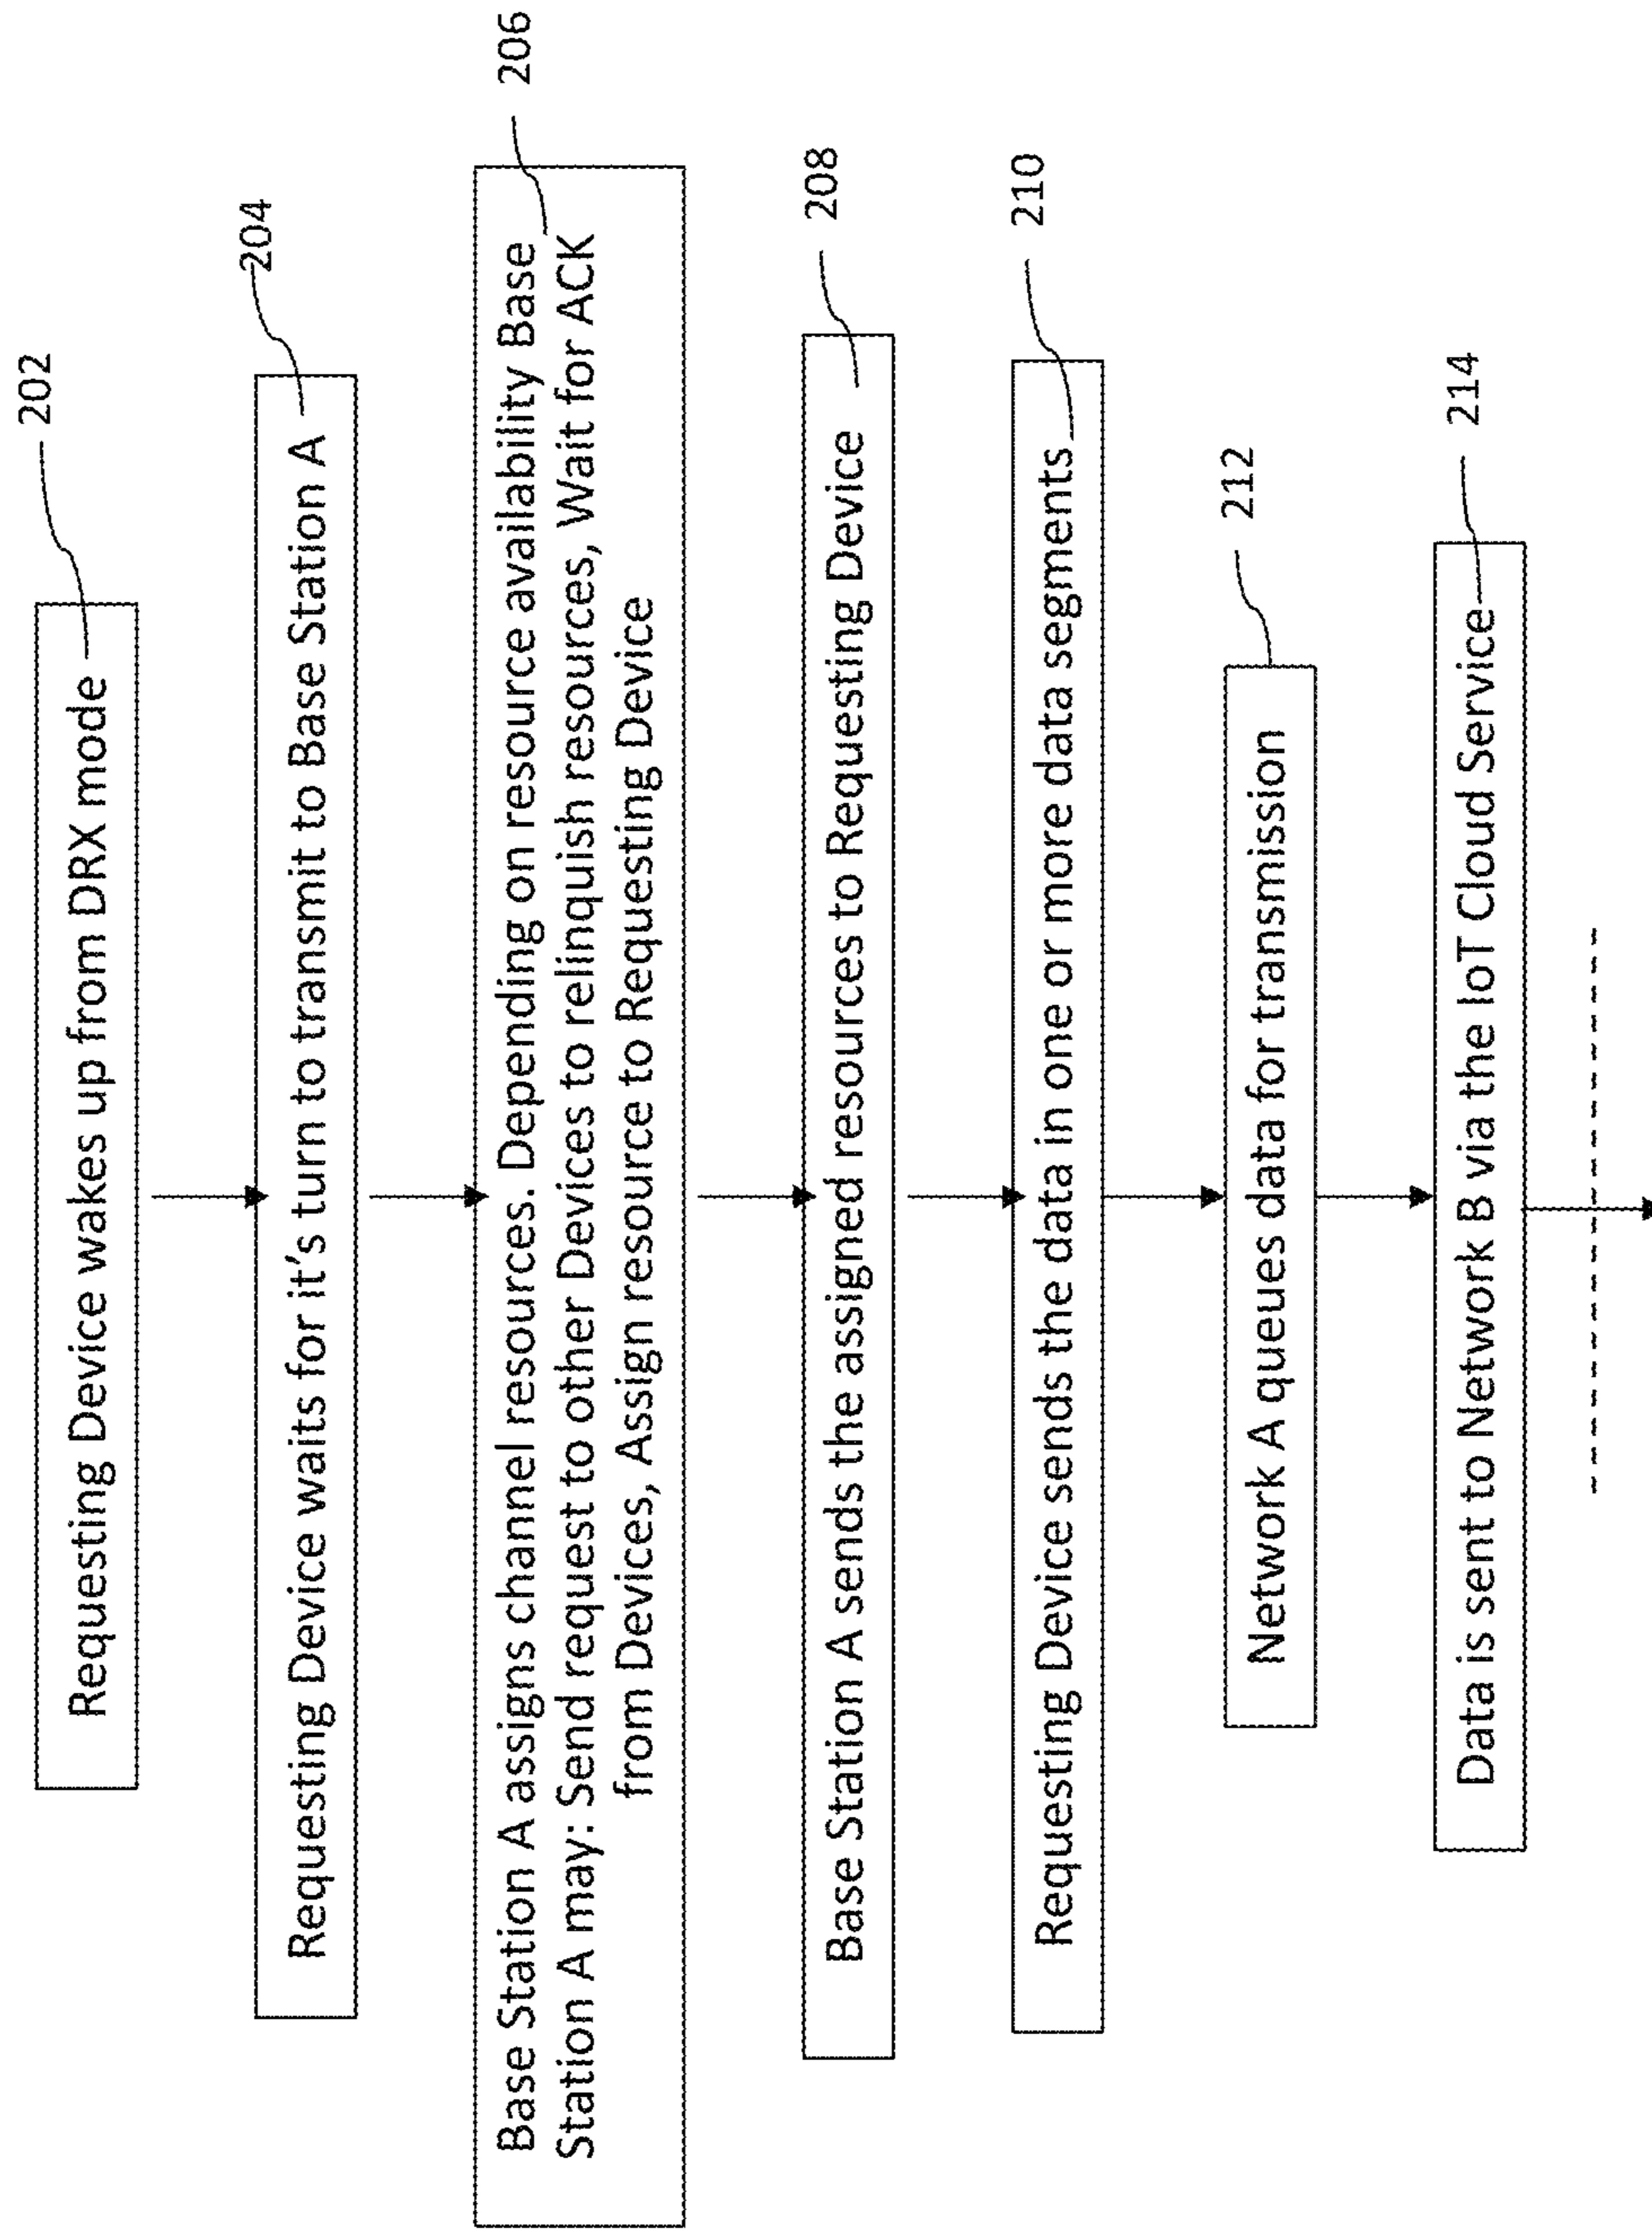 Requesting Device wakes up from DRX mode
202
Requesting Device waits for it's turn to transmit to Base Station A
204
Base Station A assigns channel resources. Depending on resource availability Base
Station A may: Send request to other Devices to relinquish resources, Wait for ACK
from Devices, Assign resource to Requesting Device
206
Base Station A sends the assigned resources to Requesting Device
208
Requesting Device sends the data in one or more data segments
210
Network A queues data for transmission
212
Data is sent to Network B via the IoT Cloud Service
214